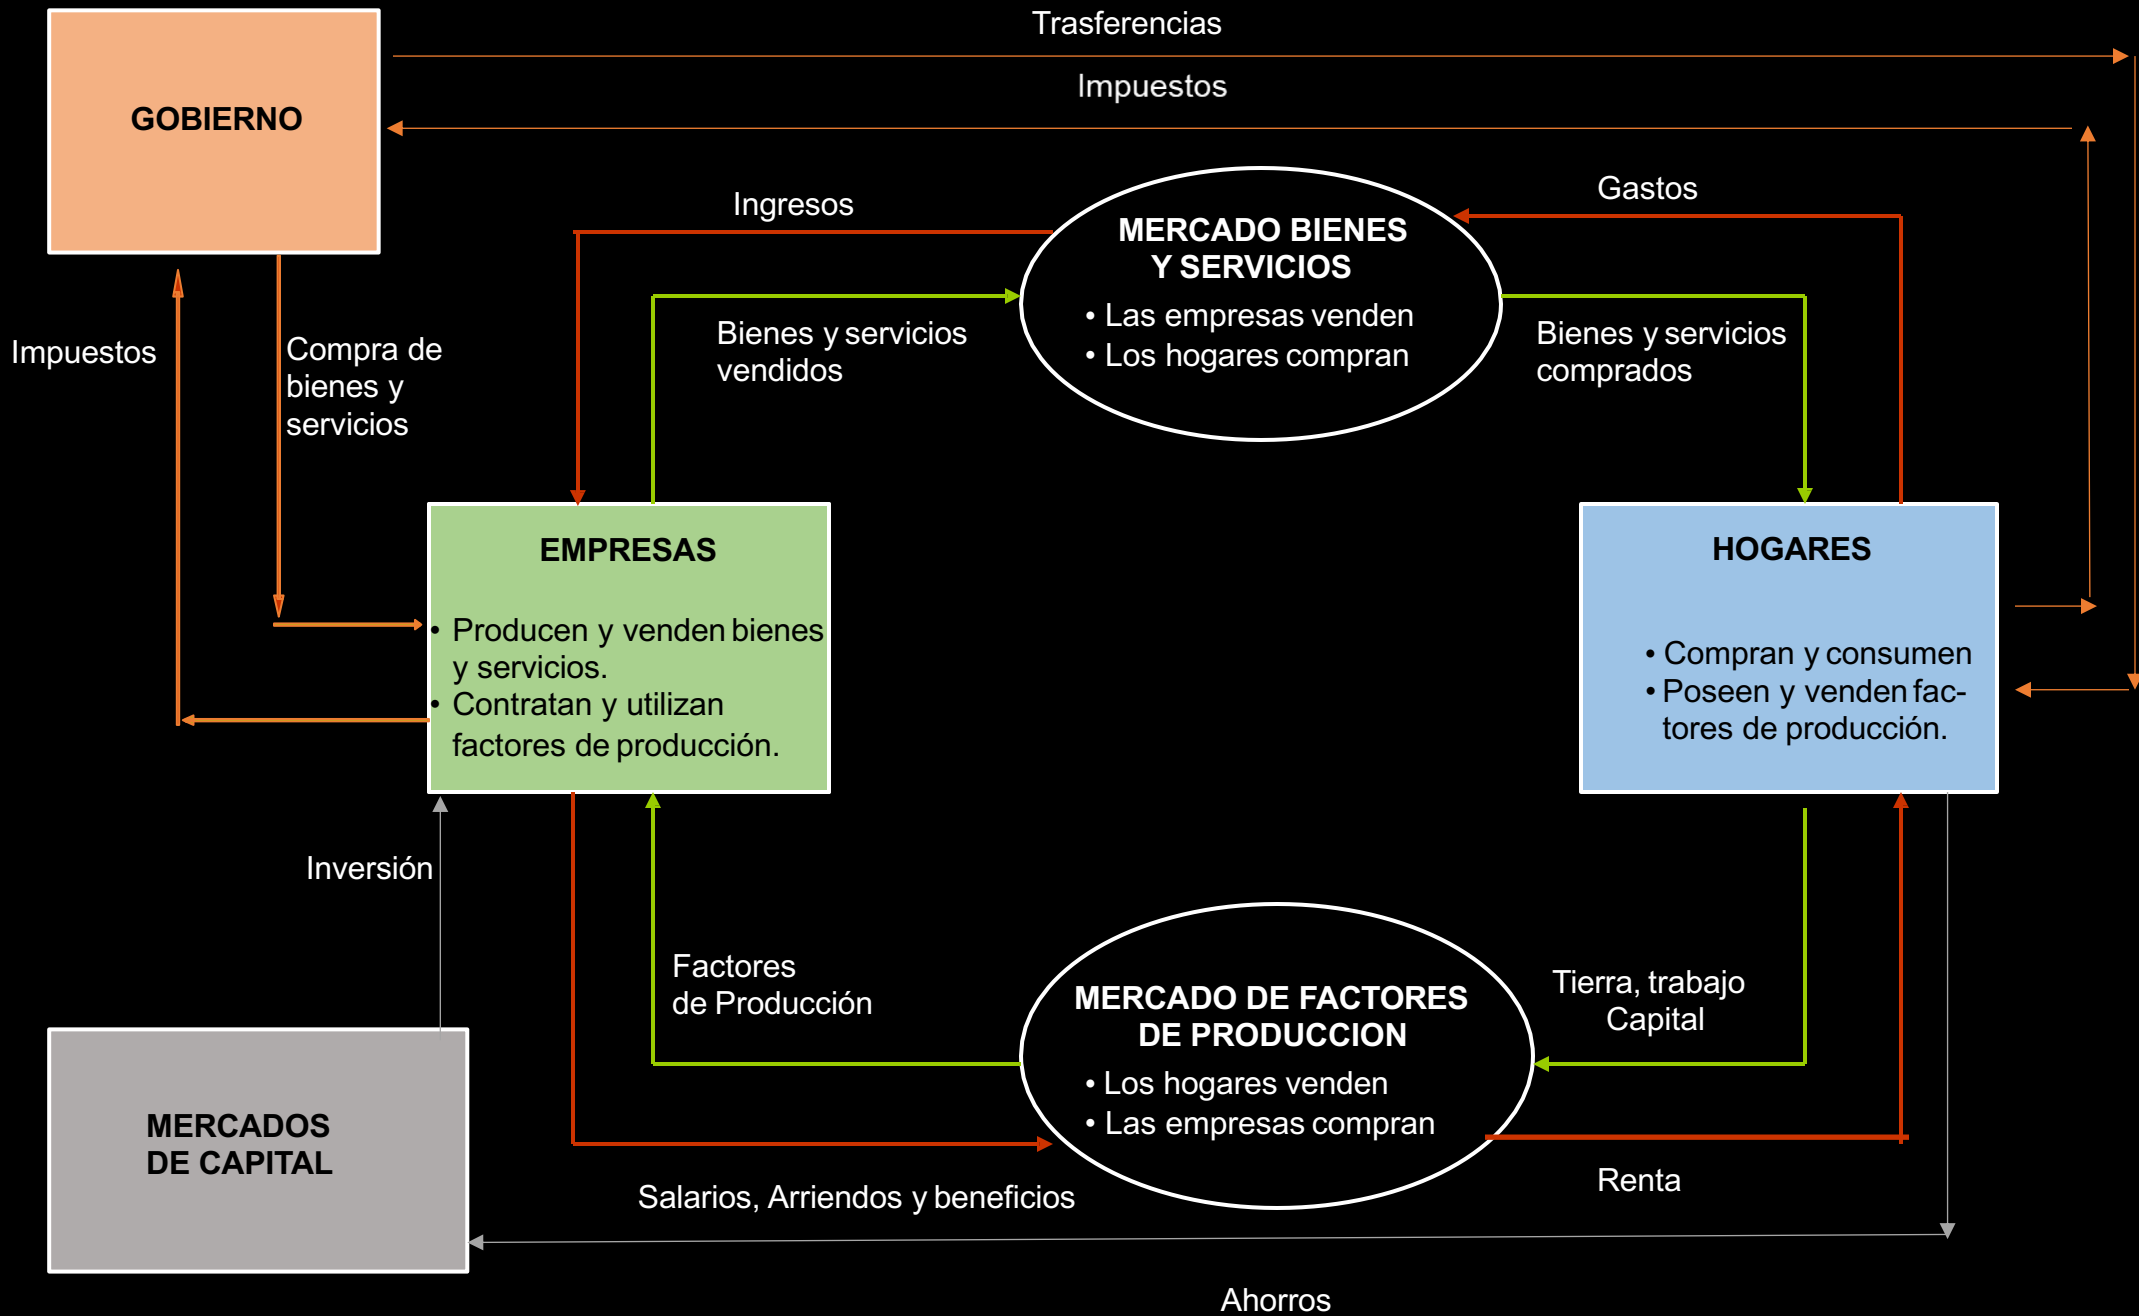 Trasferencias
Impuestos
GOBIERNO
Ingresos
Gastos
MERCADO BIENES
Y SERVICIOS
• Las empresas venden
• Los hogares compran
Impuestos
Compra de
bienes y
servicios
Bienes y servicios
vendidos
Bienes y servicios
comprados
EMPRESAS
• Producen y venden bienes
y servicios.
• Contratan y utilizan
factores de producción.
HOGARES
• Compran y consumen
• Poseen y venden fac-
tores de producción.
Inversión
Factores
de Producción
MERCADO DE FACTORES
DE PRODUCCION
• Los hogares venden
• Las empresas compran
Tierra, trabajo
Capital
MERCADOS
DE CAPITAL
Salarios, Arriendos y beneficios
Renta
Ahorros